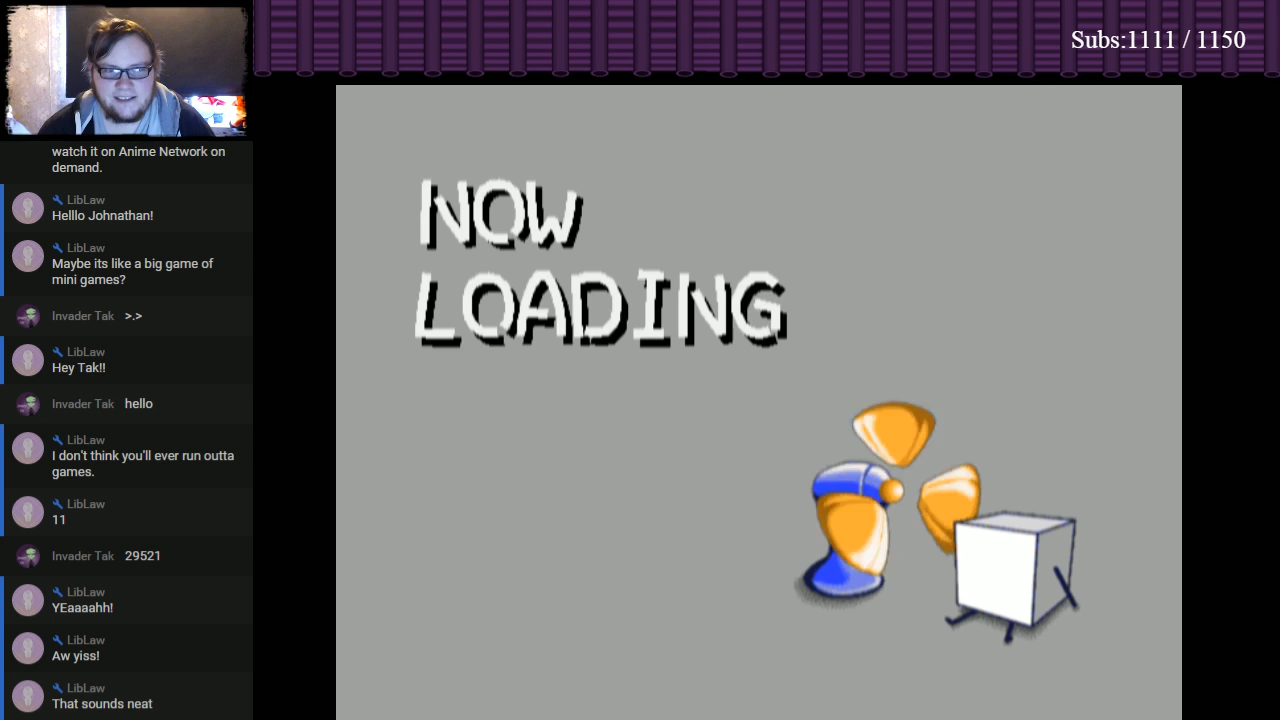 Subs:1111 / 1150
watch it on Anime Network on
demand.
LibLaw
Helllo Johnathan!
LibLaw
Maybe its like a big game of
mini games?
Invader Tak >.>
LibLaw
Hey Tak!!
Invader Tak hello
LibLaw
I don't think you'll ever run outta
games.
LibLaw
11
Invader Tak 29521
LibLaw
YEaaaahh!
LibLaw
Aw yiss!
LibLaw
That sounds neat
NOW
LOADING